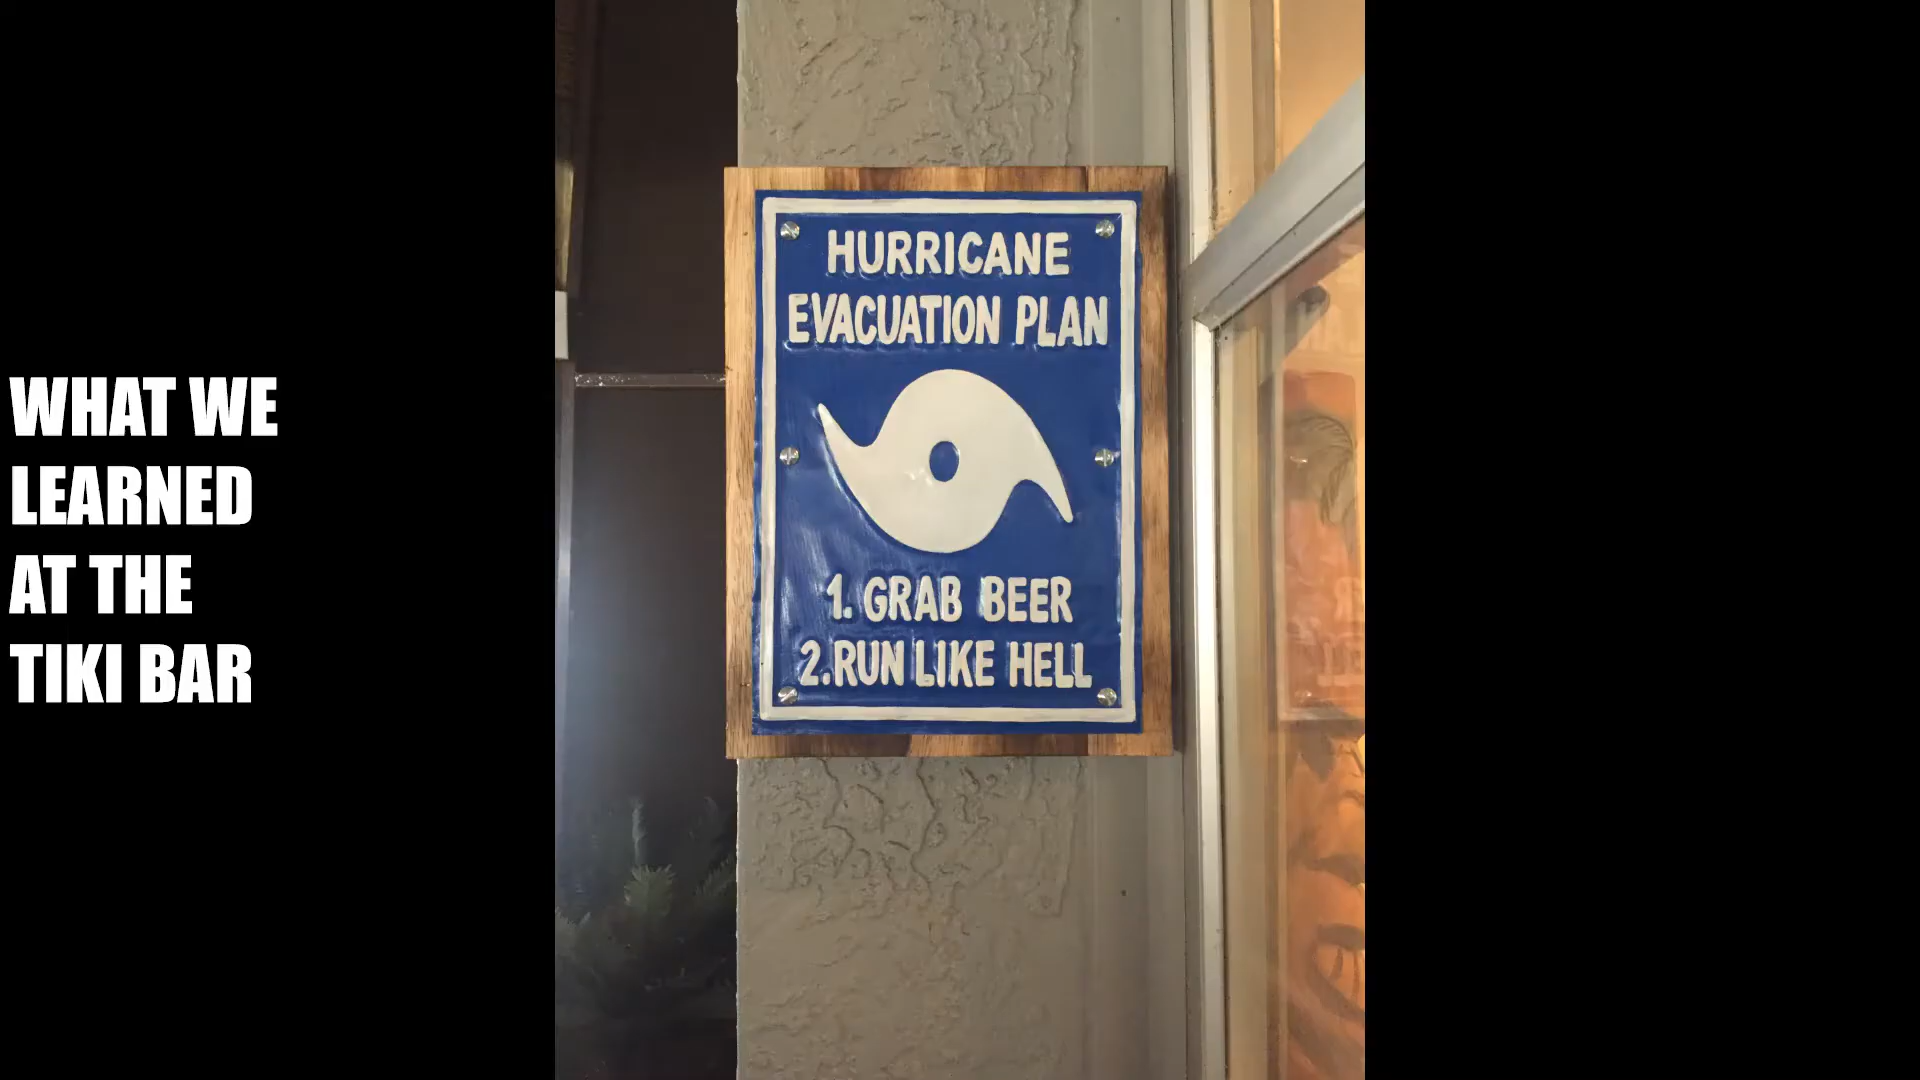 WHAT WE
LEARNED
AT THE
TIKI BAR
HURRICANE
EVACUATION PLAN
1. GRAB BEER
2. RUN LIKE HELL